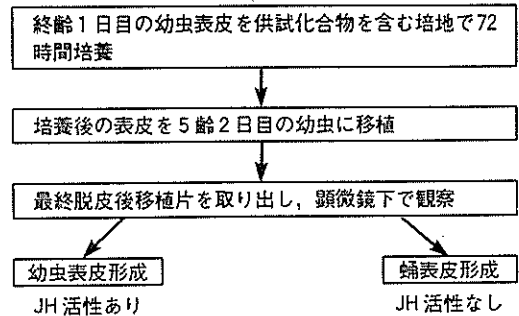 終齢1日目の幼虫表皮を供試化合物を含む培地で72
時間培養
培養後の表皮を5齢2日目の幼虫に移植
最終脱皮後移植片を取り出し，顕微鏡下で観察
幼虫表皮形成
蛹表皮形成
JH活性あり
JH活性なし